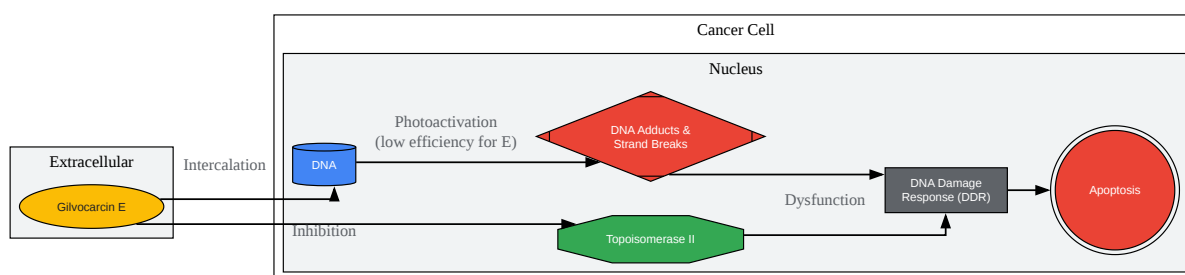 Cancer Cell
Nucleus
Extracellular
Gilvocarcin E
Intercalation
Inhibition
DNA
Photoactivation
(low efficiency for E)
DNA Adducts &
Strand Breaks
Topoisomerase II
Dysfunction
DNA Damage
Response (DDR)
Apoptosis